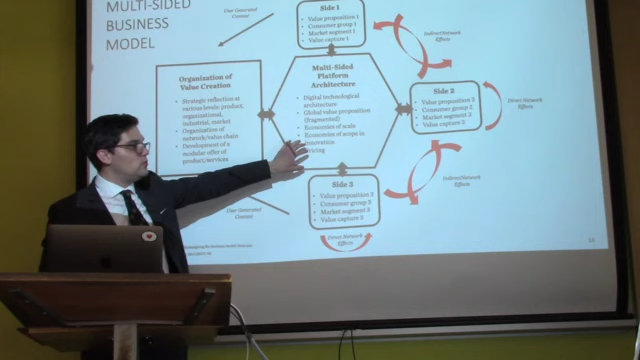 MULTI-SIDED
BUSINESS
MODEL
User Generated
Content
Side 1
• Value proposition 1
• Consumer group 1
• Market segment 1
• Value capture 1
Indirect Network
Effects
Organization of
Value Creation
• Strategic reflection at
various levels: product,
organizational,
industrial, market
• Organization of
network/value chain
• Development of a
modular offer of
product/services
Multi-Sided
Platform
Architecture
• Digital technological
architecture
• Global value proposition
(fragmented)
• Economies of scale
• Economies of scope in
innovation
Pricing
Side 2
• Value proposition 2
• Consumer group 2
• Market segment 2
• Value capture 2
Direct Network
Effects
Side 3
• Value proposition 3
• Consumer group 3
• Market segment 3
• Value capture 3
Indirect Network
Effects
User Generated
Content
Direct Network
Effects